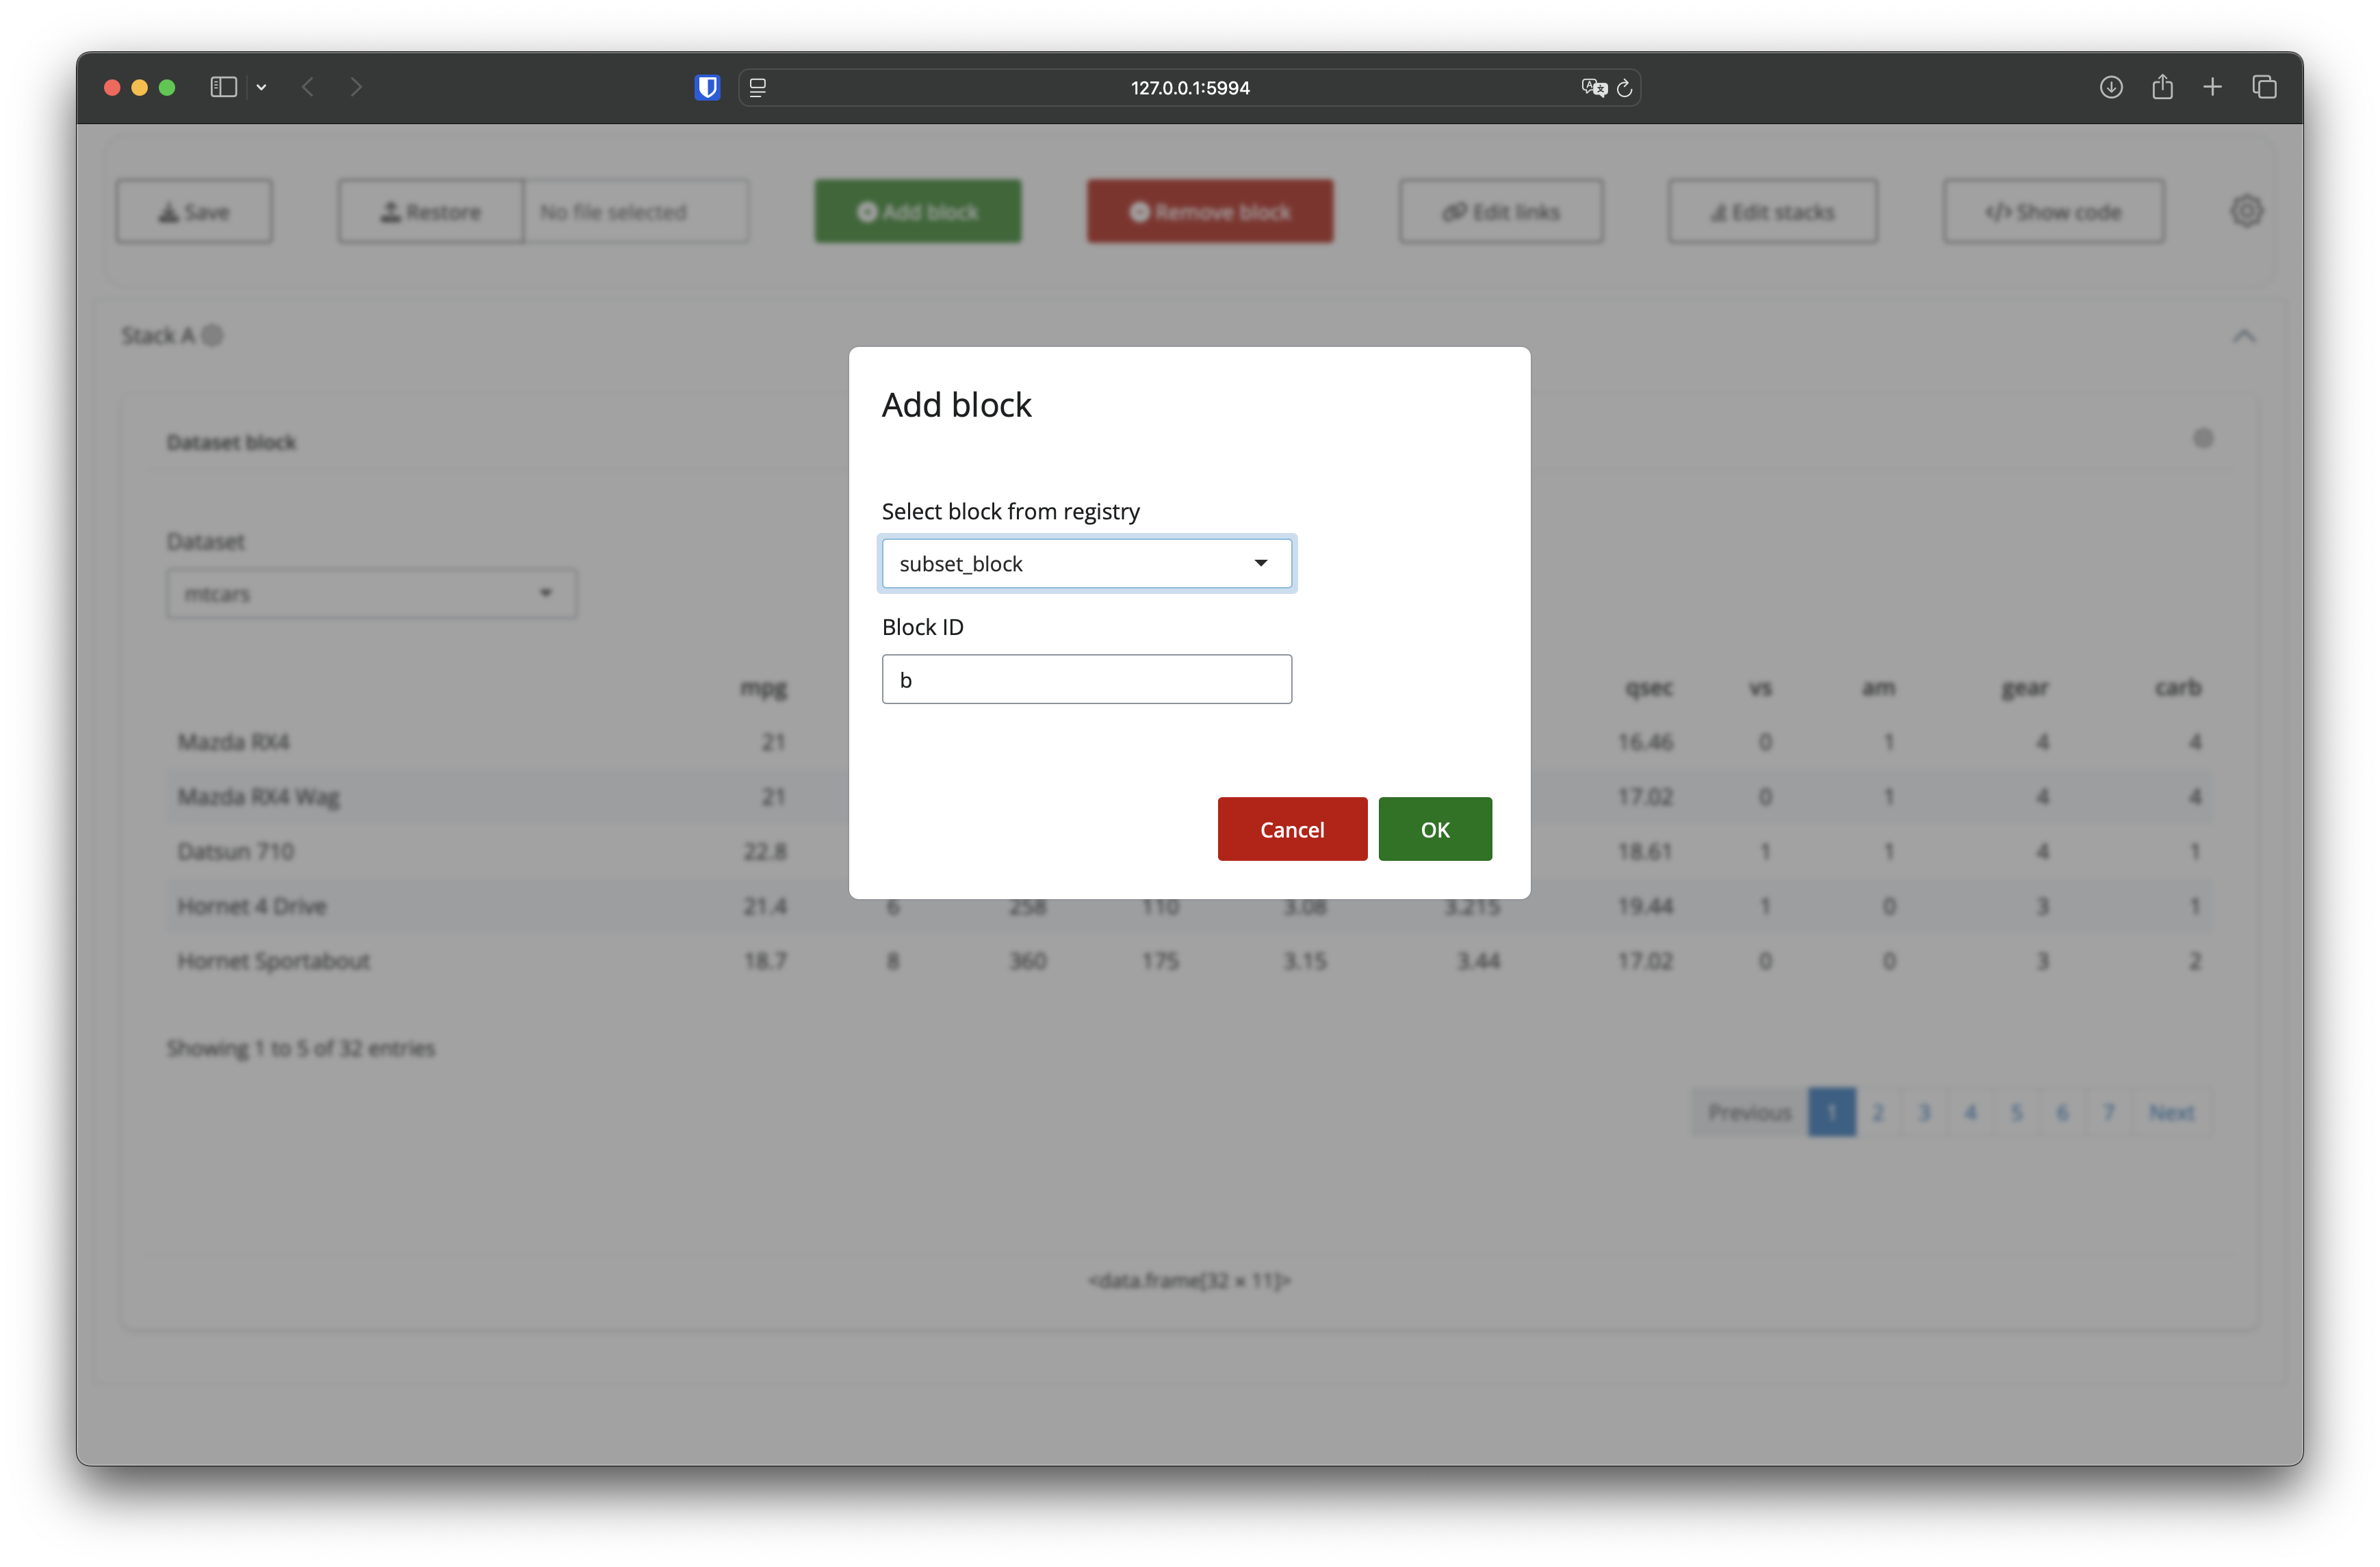 127.0.0.1:5994
Save
Restore No file selected
Add block
Remove block
Edit links
Edit stacks
</> Show code
Stack A
Dataset block
Dataset
mtcars
mpg qsec vs am gear carb
Mazda RX4 21 16.46 0 1 4 4
Mazda RX4 Wag 21 17.02 0 1 4 4
Datsun 710 22.8 18.61 1 1 4 1
Hornet 4 Drive 21.4 6 258 110 3.08 3.215 19.44 1 0 3 1
Hornet Sportabout 18.7 8 360 175 3.15 3.44 17.02 0 0 3 2
Showing 1 to 5 of 32 entries
Previous 1 2 3 4 5 6 7 Next
<data.frame[32 × 11]>
Add block
Select block from registry
subset_block
Block ID
b
Cancel OK